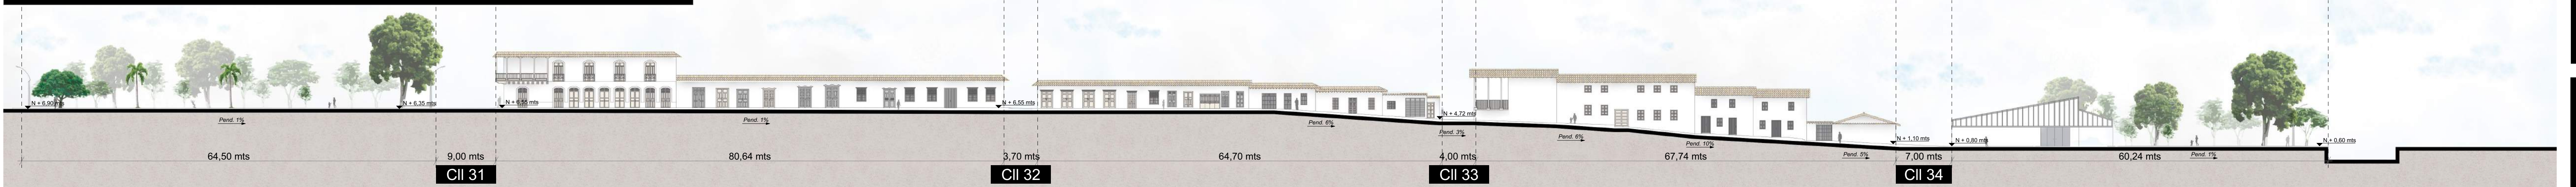 N + 6,90 mts
N + 6,35 mts
N + 6,55 mts
N + 6,55 mts
N + 4,72 mts
N + 1,10 mts
N + 0,80 mts
N + 0,60 mts
Pend. 1%
Pend. 1%
Pend. 6%
Pend. 3%
Pend. 6%
Pend. 10%
Pend. 5%
Pend. 1%
64,50 mts
9,00 mts
80,64 mts
3,70 mts
64,70 mts
4,00 mts
67,74 mts
7,00 mts
60,24 mts
Cll 31
Cll 32
Cll 33
Cll 34